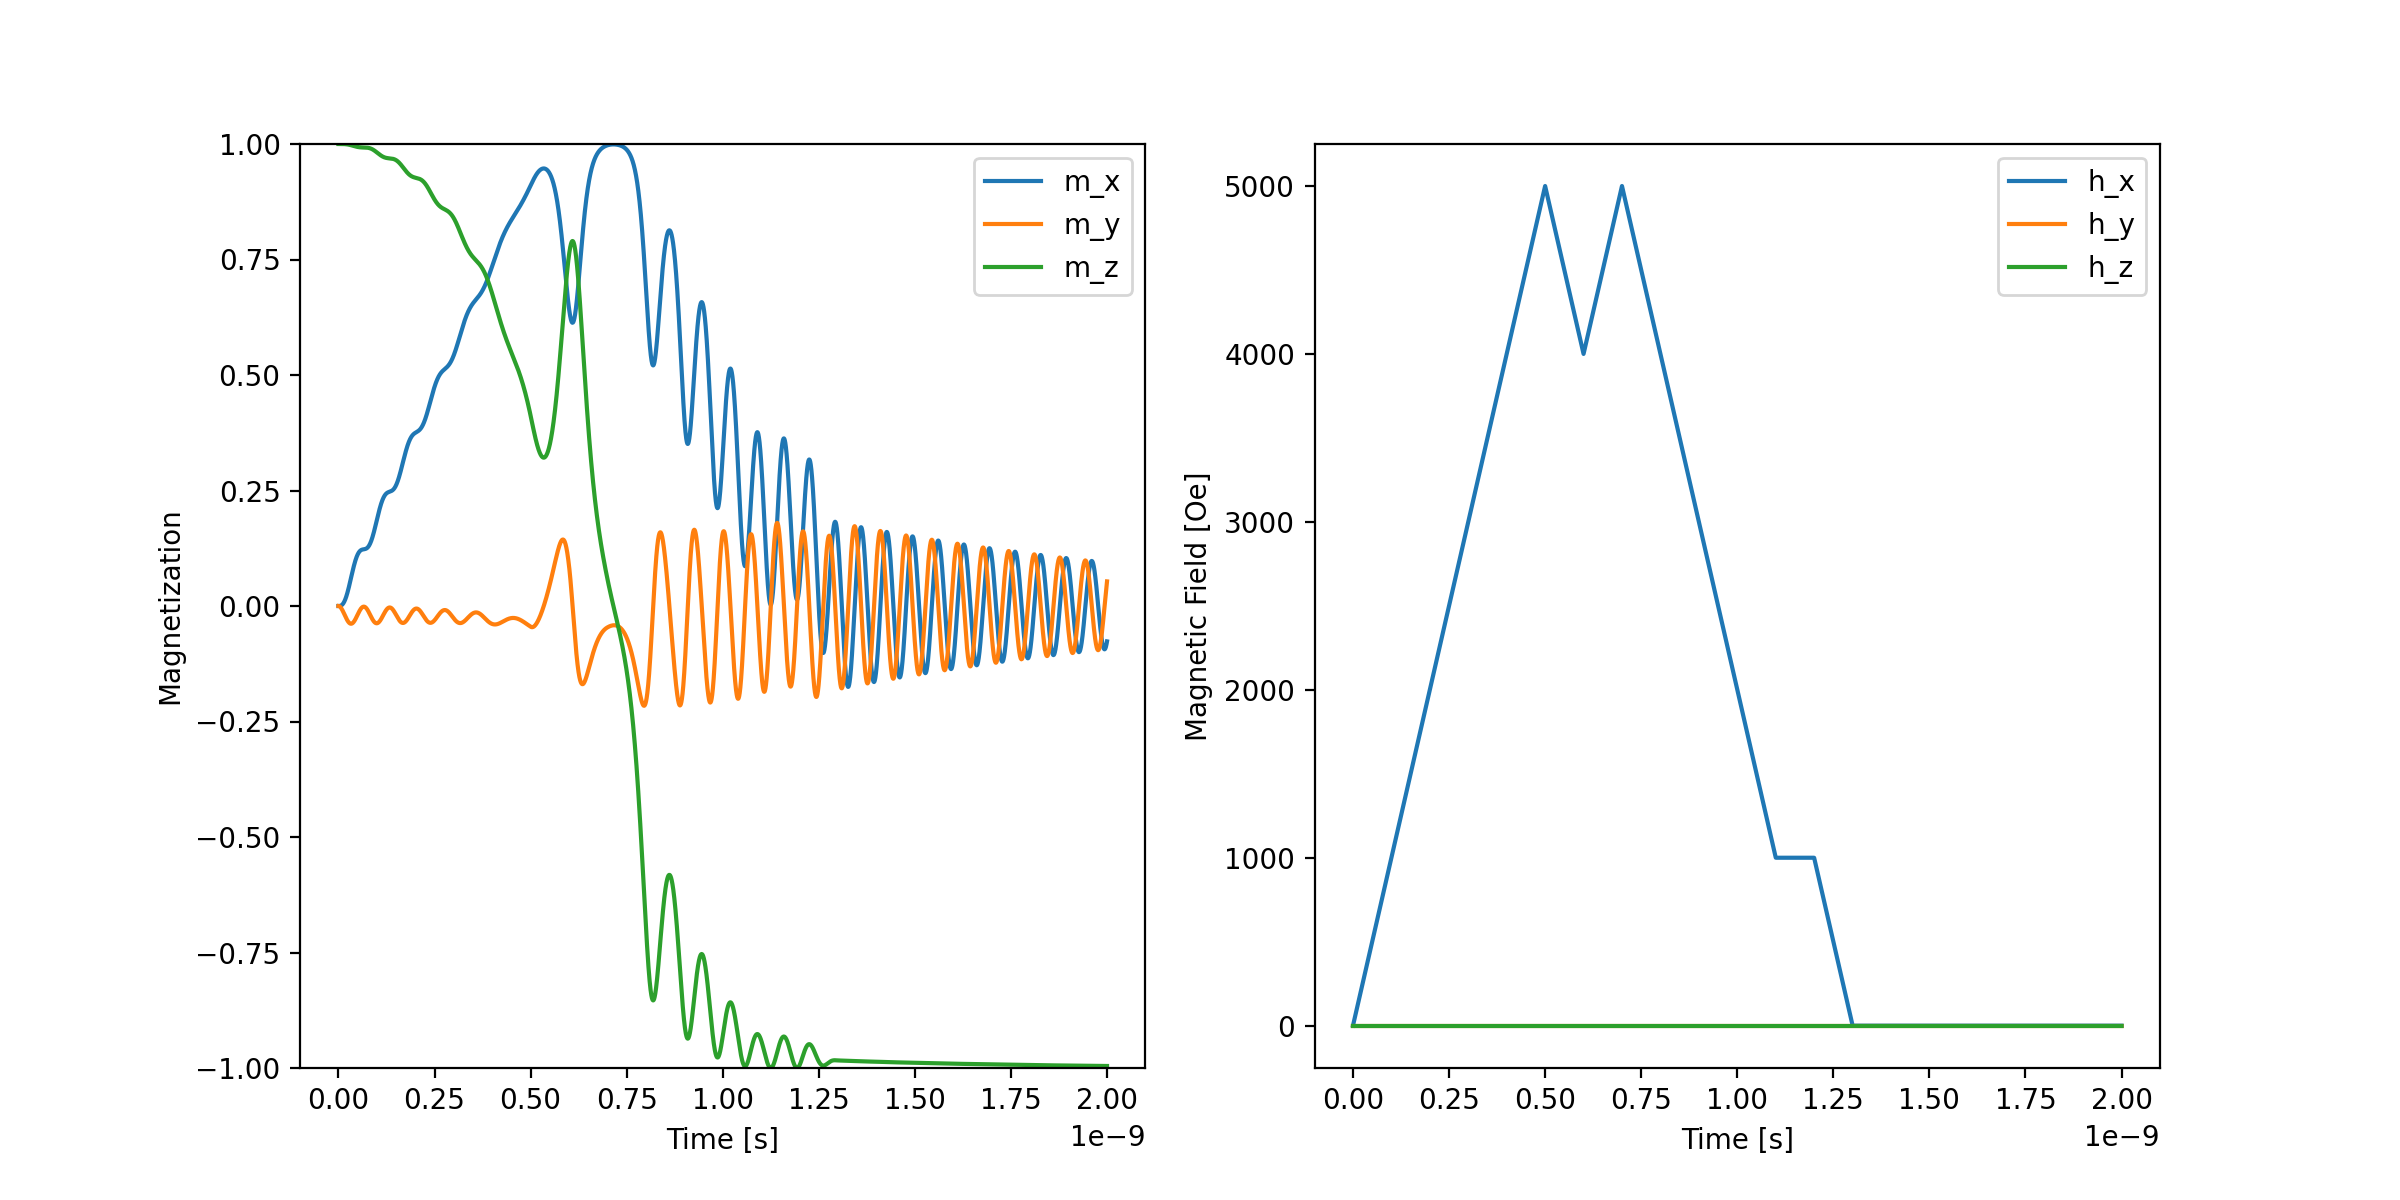 1.00
0.75
0.50
0.25
0.00
−0.25
−0.50
−0.75
−1.00
Magnetization
m_x
m_y
m_z
0.00 0.25 0.50 0.75 1.00 1.25 1.50 1.75 2.00
Time [s]
1e−9
5000
4000
3000
2000
1000
0
Magnetic Field [Oe]
h_x
h_y
h_z
0.00 0.25 0.50 0.75 1.00 1.25 1.50 1.75 2.00
Time [s]
1e−9